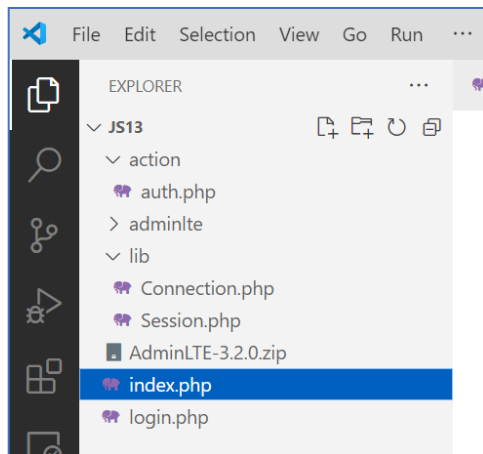 File Edit Selection View Go Run ···
EXPLORER ···
JS13
action
auth.php
adminlte
lib
Connection.php
Session.php
AdminLTE-3.2.0.zip
index.php
login.php